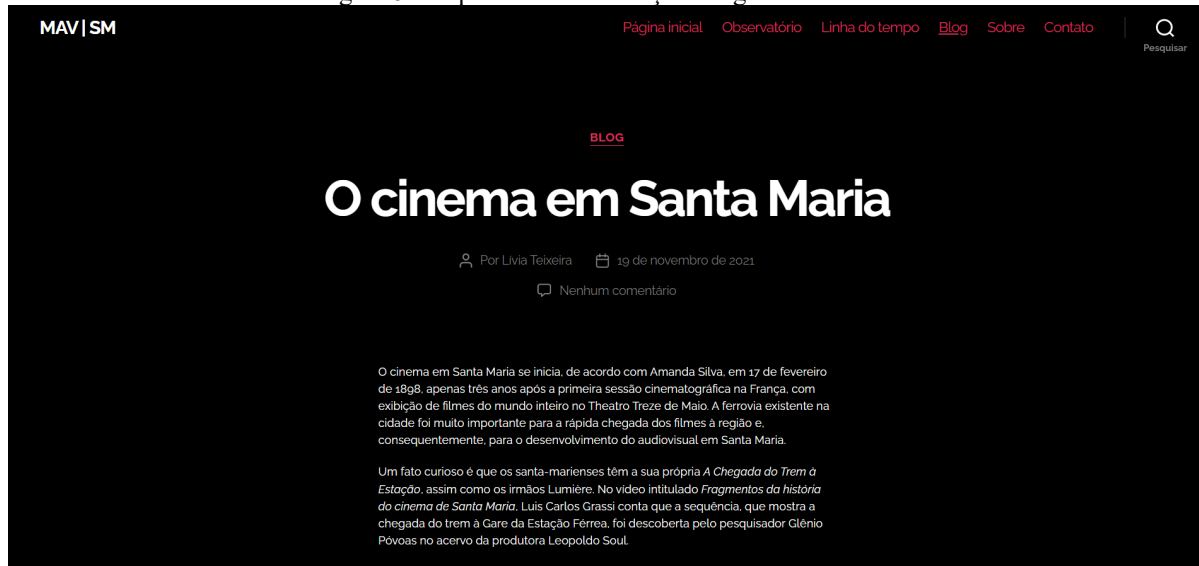 MAV | SM
Página inicial Observatório Linha do tempo Blog Sobre Contato
Pesquisar
BLOG
O cinema em Santa Maria
Por Lívia Teixeira 19 de novembro de 2021
Nenhum comentário
O cinema em Santa Maria se inicia, de acordo com Amanda Silva, em 17 de fevereiro
de 1898, apenas três anos após a primeira sessão cinematográfica na França, com
exibição de filmes do mundo inteiro no Theatro Treze de Maio. A ferrovia existente na
cidade foi muito importante para a rápida chegada dos filmes à região e,
consequentemente, para o desenvolvimento do audiovisual em Santa Maria.
Um fato curioso é que os santa-marienses têm a sua própria A Chegada do Trem à
Estação, assim como os irmãos Lumière. No vídeo intitulado Fragmentos da história
do cinema de Santa Maria, Luis Carlos Grassi conta que a sequência, que mostra a
chegada do trem à Gare da Estação Férrea, foi descoberta pelo pesquisador Glênio
Póvoas no acervo da produtora Leopoldo Soul.